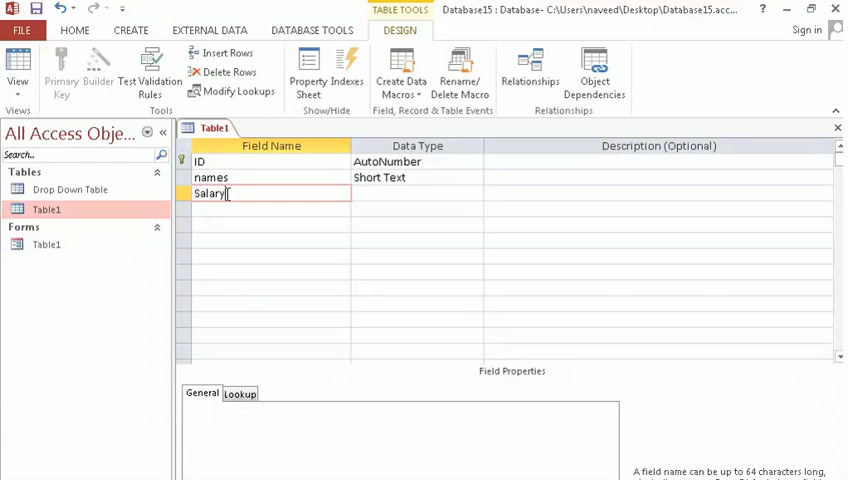 TABLE TOOLS
Database15 : Database- C:\Users\naveed\Desktop\Database15.acc...
?
Sign in
FILE
HOME
CREATE
EXTERNAL DATA
DATABASE TOOLS
DESIGN
View
Primary Key
Builder
Test Validation Rules
Insert Rows
Delete Rows
Modify Lookups
Property Sheet
Indexes
Create Data Macros
Rename/ Delete Macro
Relationships
Object Dependencies
Views
Tools
Show/Hide
Field, Record & Table Events
Relationships
All Access Obje...
Search..
Tables
Drop Down Table
Table1
Forms
Table1
Table1
Field Name
Data Type
Description (Optional)
ID
AutoNumber
names
Short Text
Salary
Field Properties
General
Lookup
A field name can be up to 64 characters long,